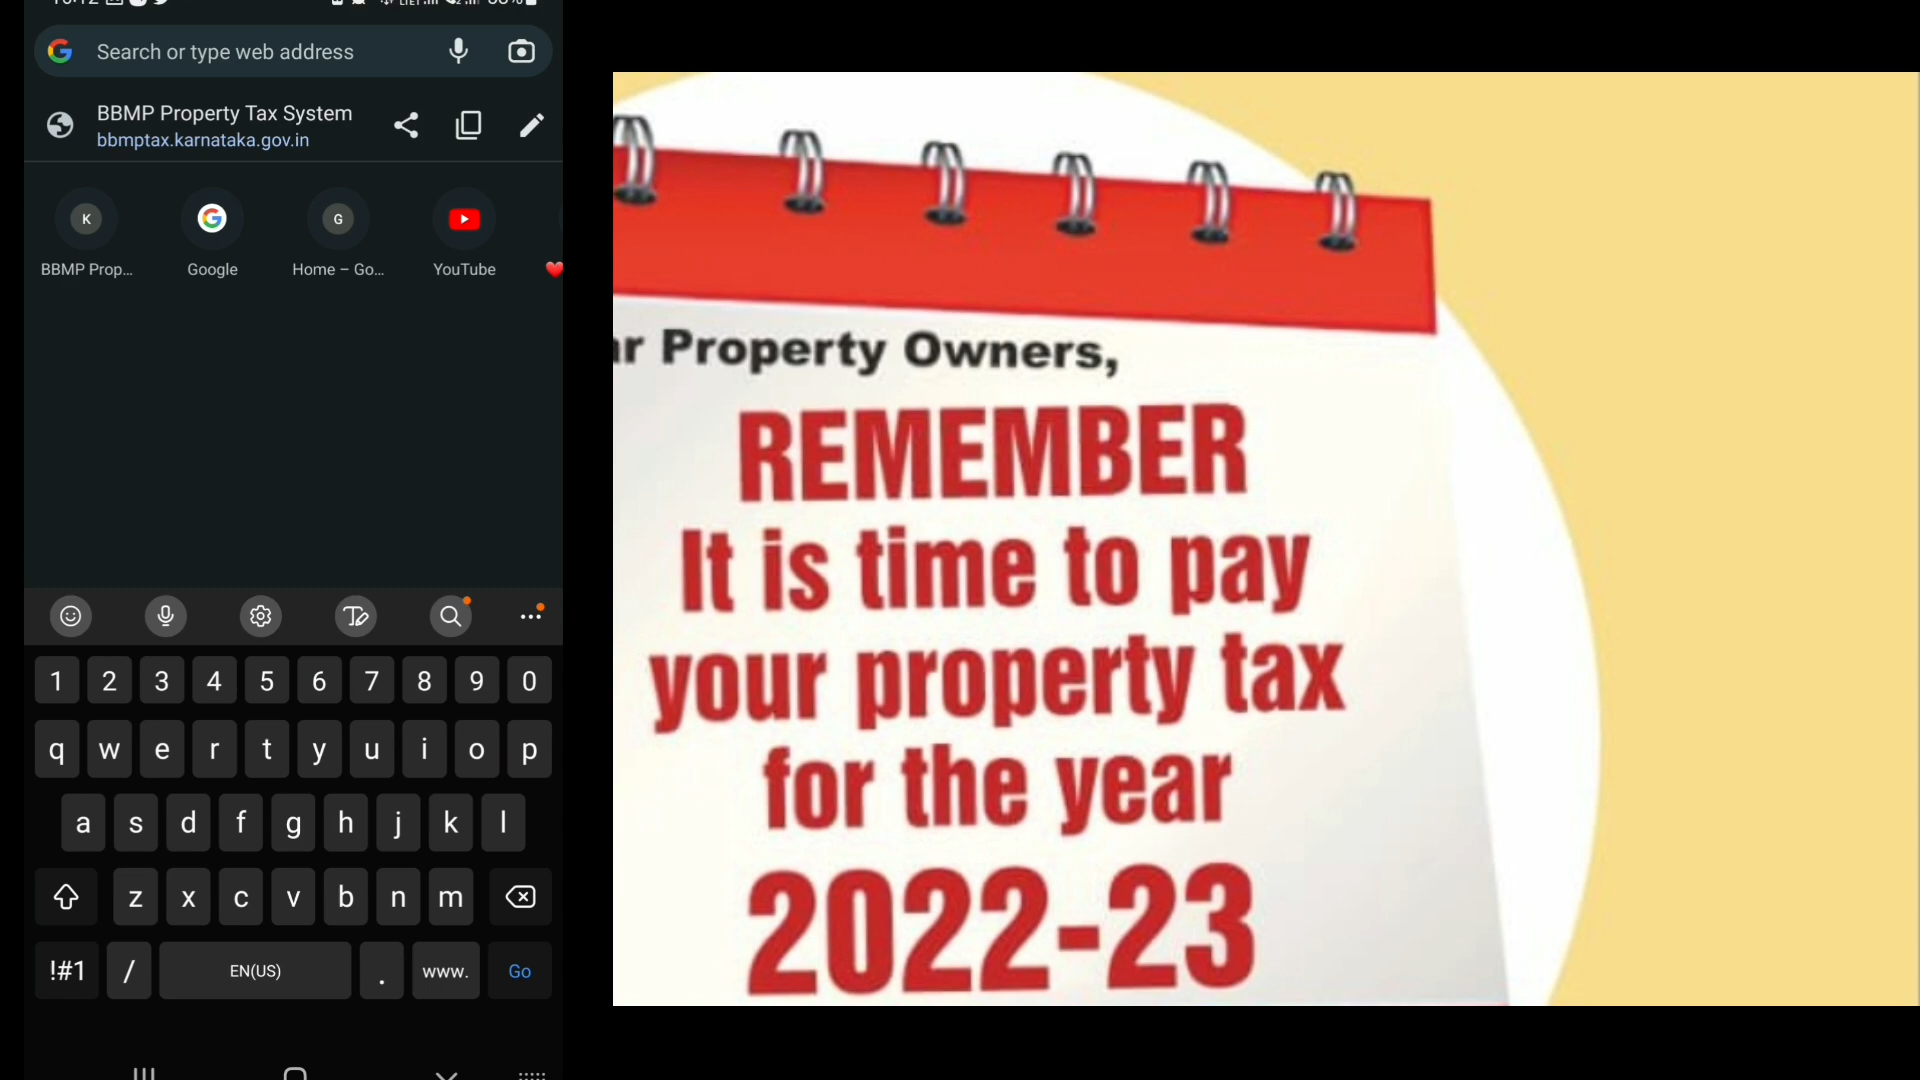 Search or type web address
BBMP Property Tax System
bbmptax.karnataka.gov.in
K
G
BBMP Prop...
Google
Home – Go...
YouTube
1 2 3 4 5 6 7 8 9 0
q w e r t y u i o p
a s d f g h j k l
z x c v b n m
!#1 / EN(US) . www. Go
Property Owners,
REMEMBER
It is time to pay
your property tax
for the year
2022-23